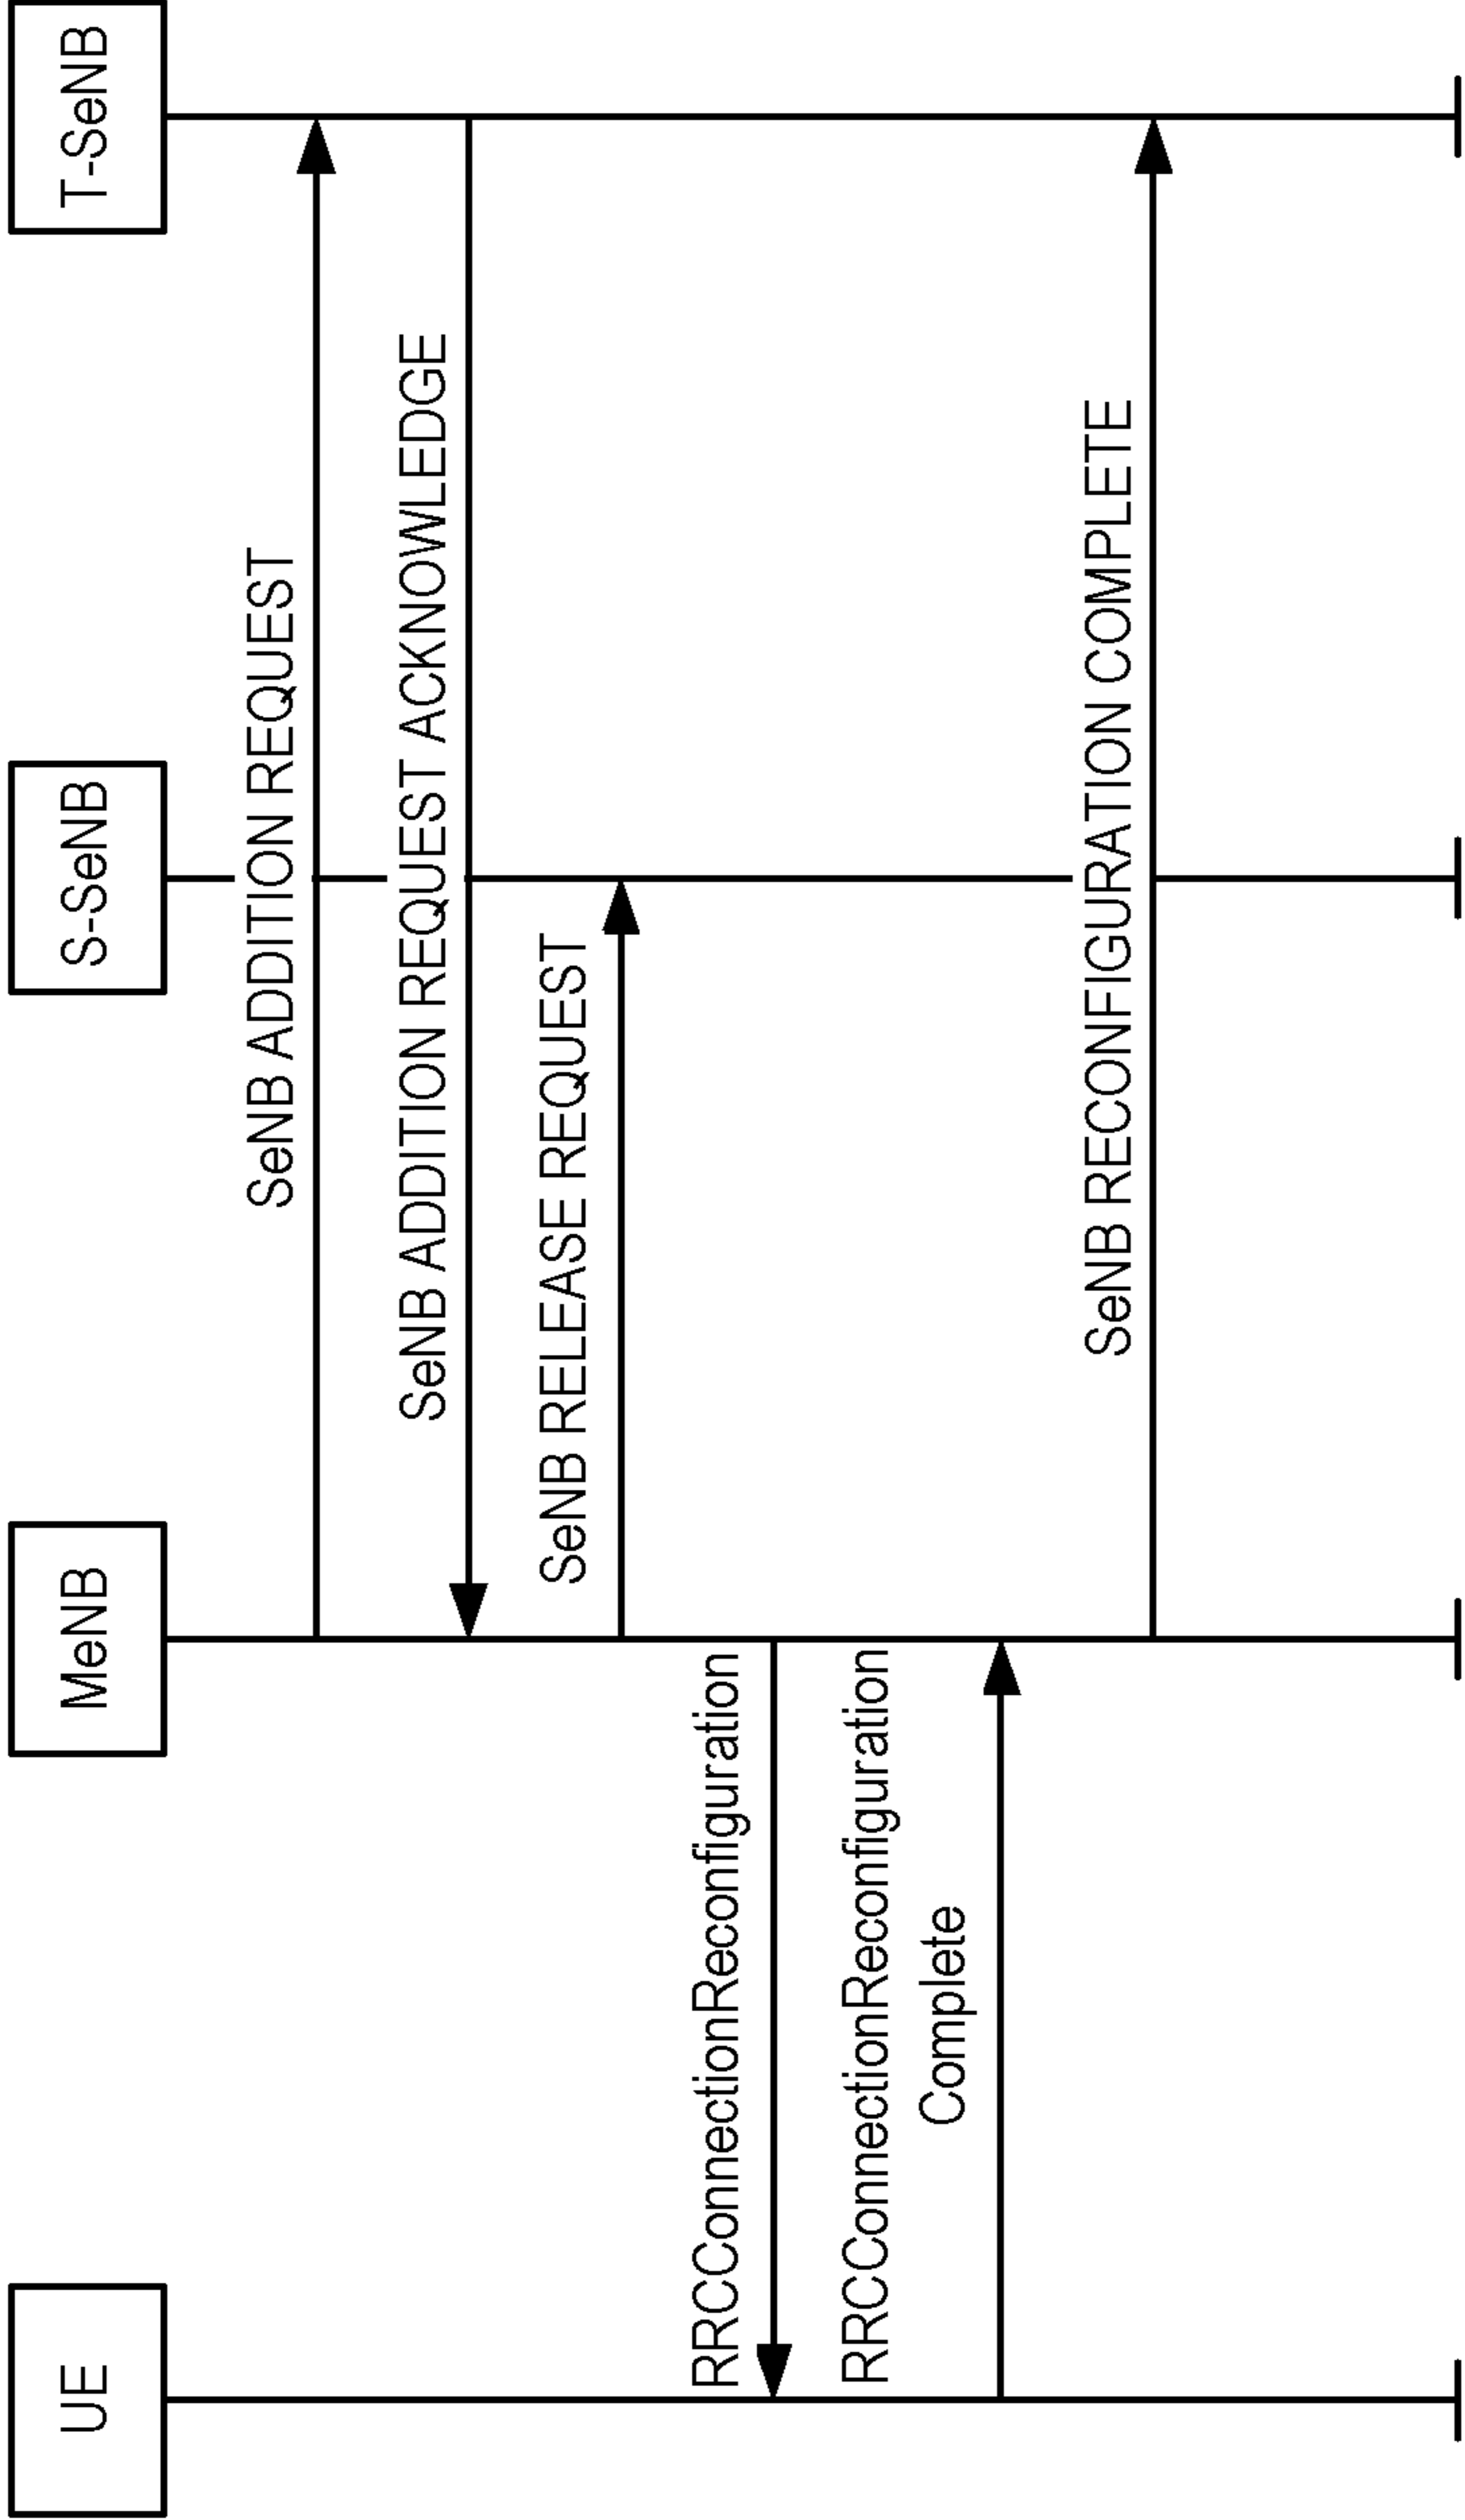 UE
MeNB
S-SeNB
T-SeNB
SeNB ADDITION REQUEST
SeNB ADDITION REQUEST ACKNOWLEDGE
SeNB RELEASE REQUEST
RRCConnectionReconfiguration
RRCConnectionReconfiguration
Complete
SeNB RECONFIGURATION COMPLETE